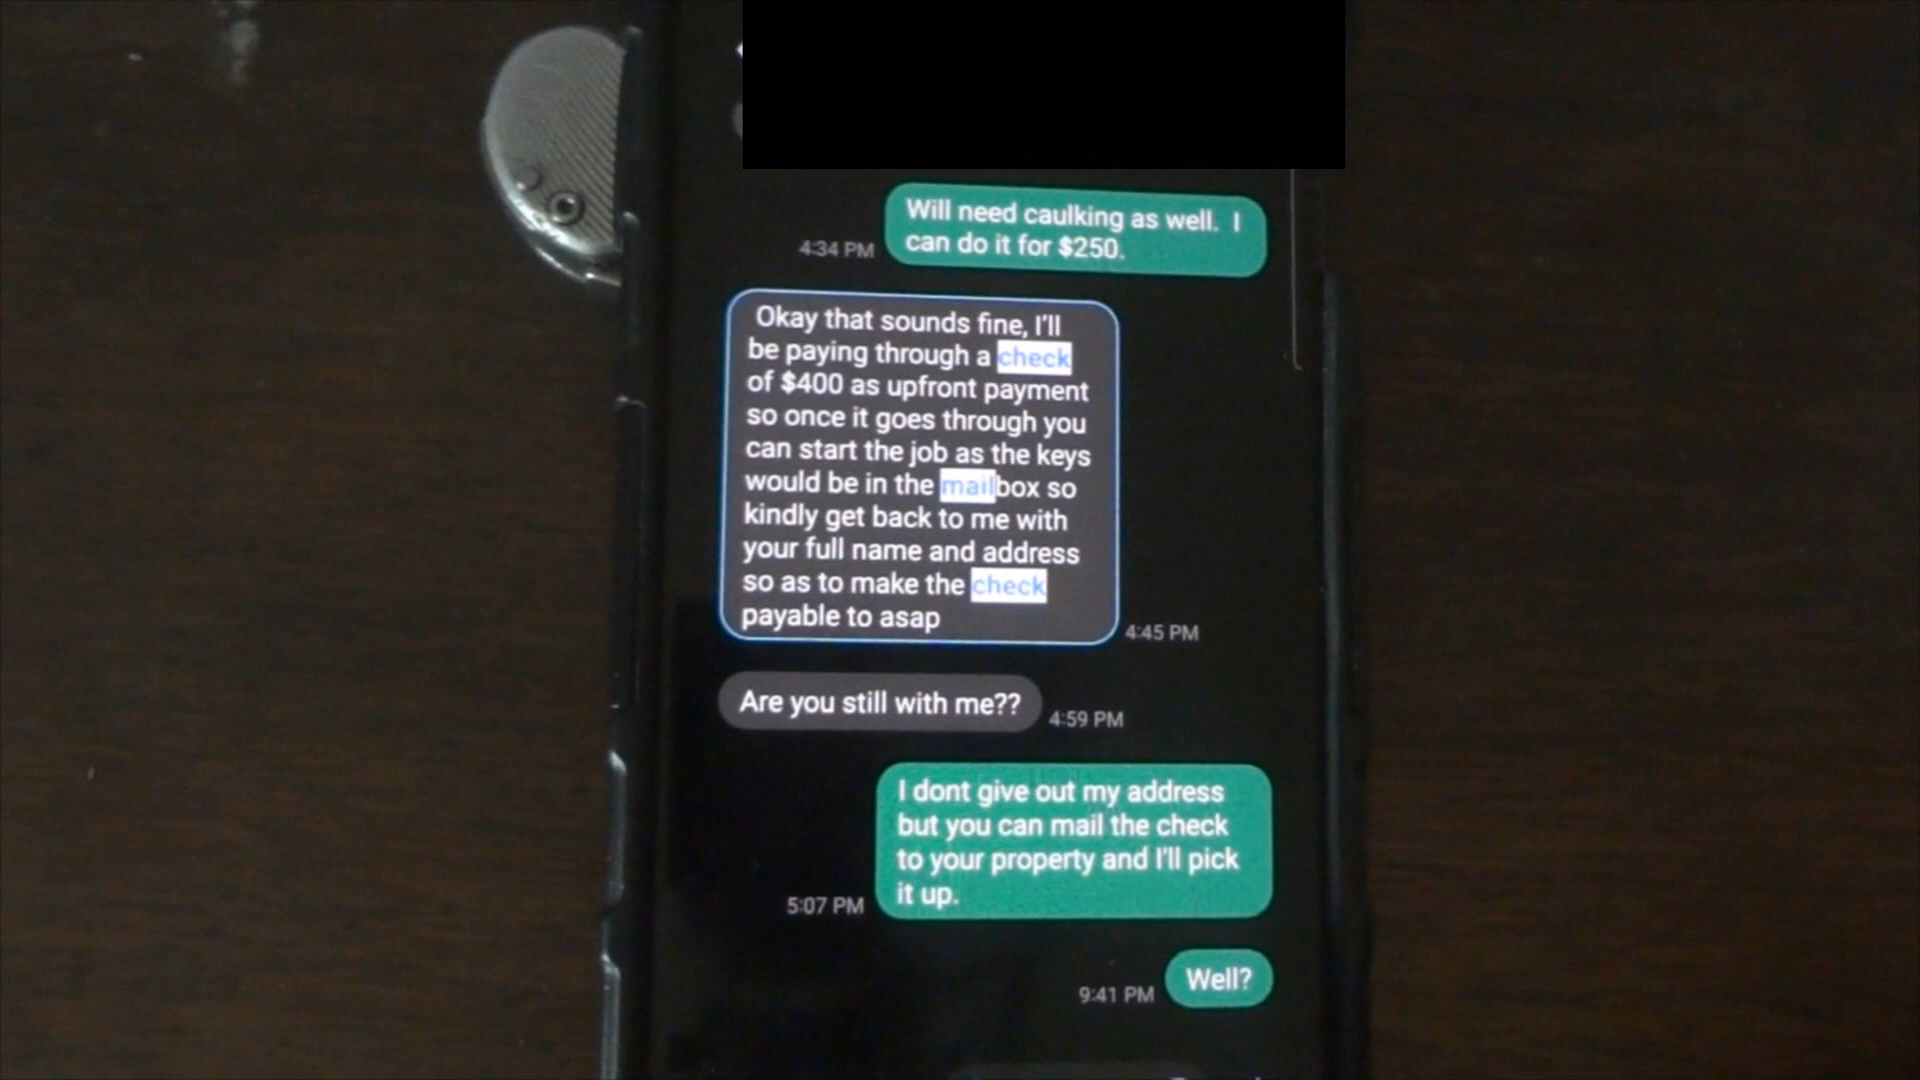 Will need caulking as well.  I
can do it for $250.
4:34 PM
Okay that sounds fine, I'll
be paying through a check
of $400 as upfront payment
so once it goes through you
can start the job as the keys
would be in the mailbox so
kindly get back to me with
your full name and address
so as to make the check
payable to asap
4:45 PM
Are you still with me??
4:59 PM
I dont give out my address
but you can mail the check
to your property and I'll pick
it up.
5:07 PM
Well?
9:41 PM